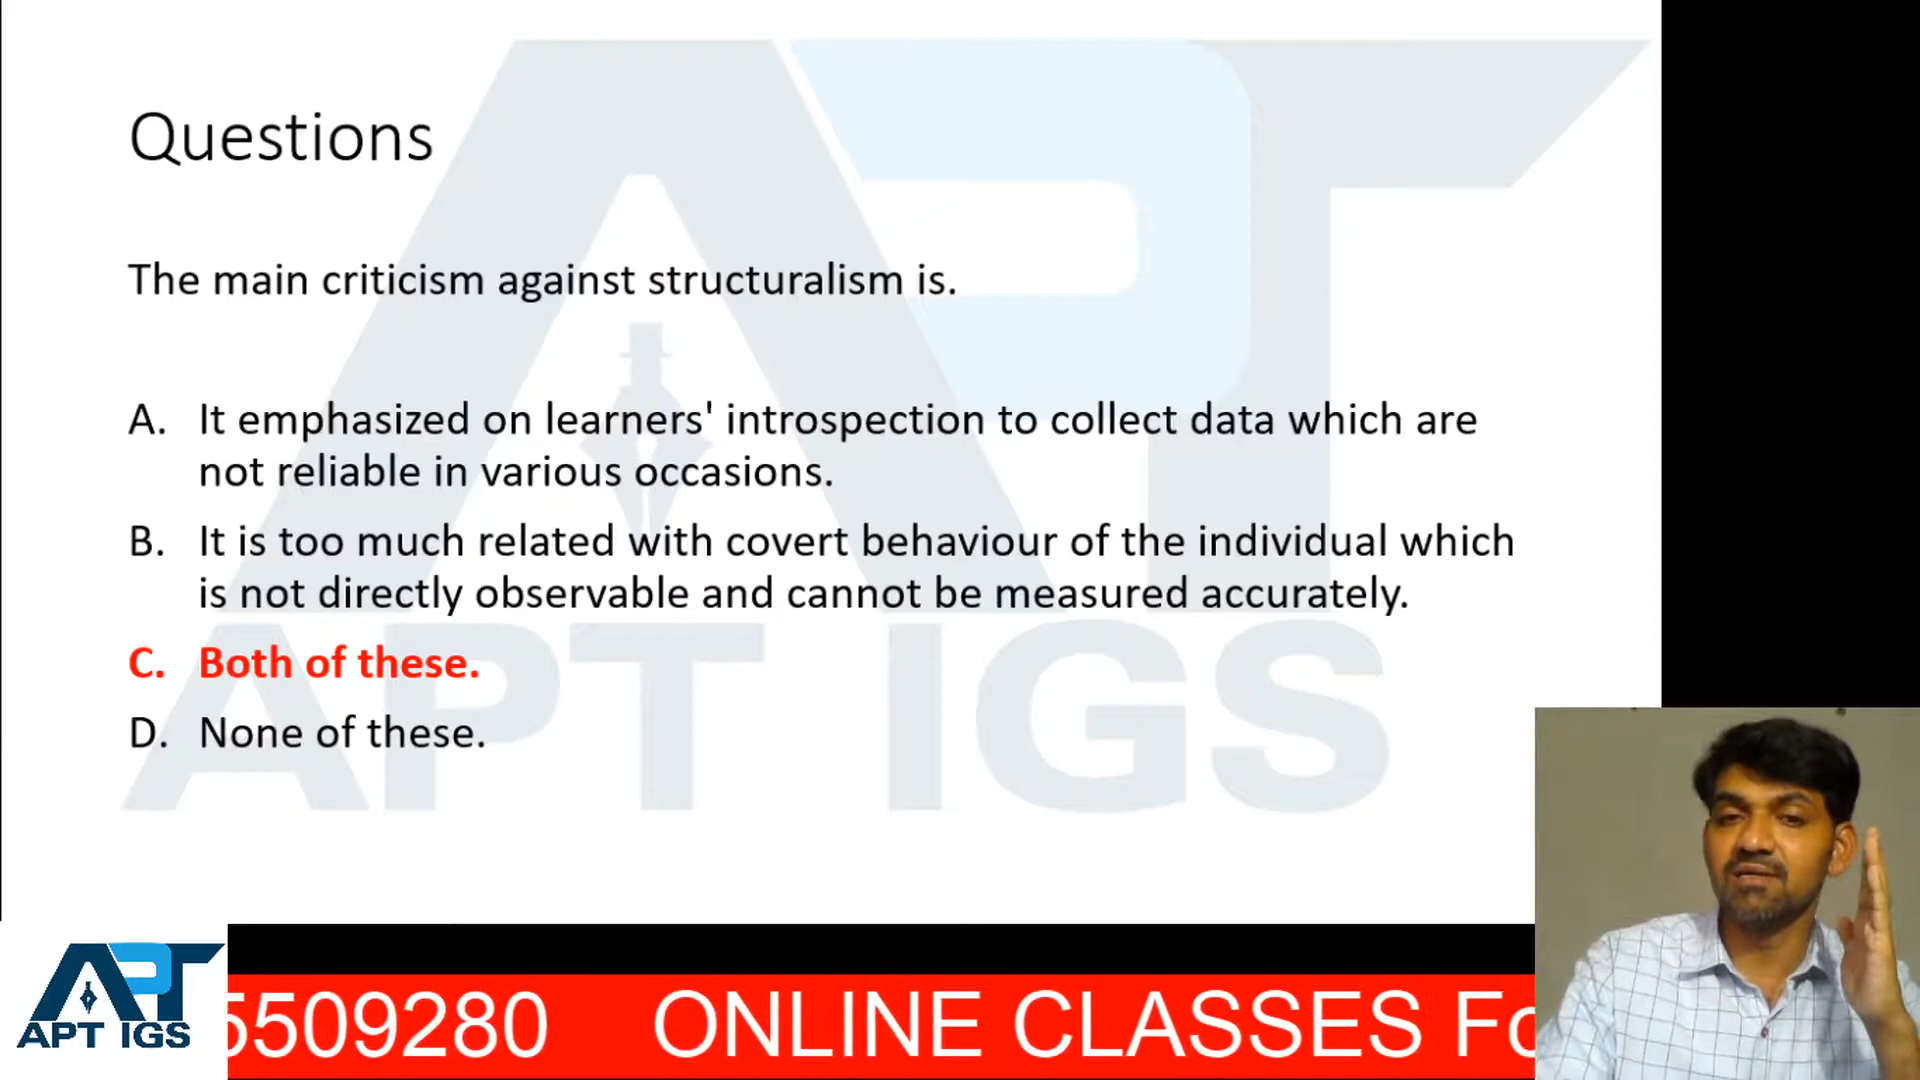 Questions
The main criticism against structuralism is.
A. It emphasized on learners' introspection to collect data which are
not reliable in various occasions.
B. It is too much related with covert behaviour of the individual which
is not directly observable and cannot be measured accurately.
C. Both of these.
D. None of these.
APT IGS
APT
APT IGS
5509280 ONLINE CLASSES Fo